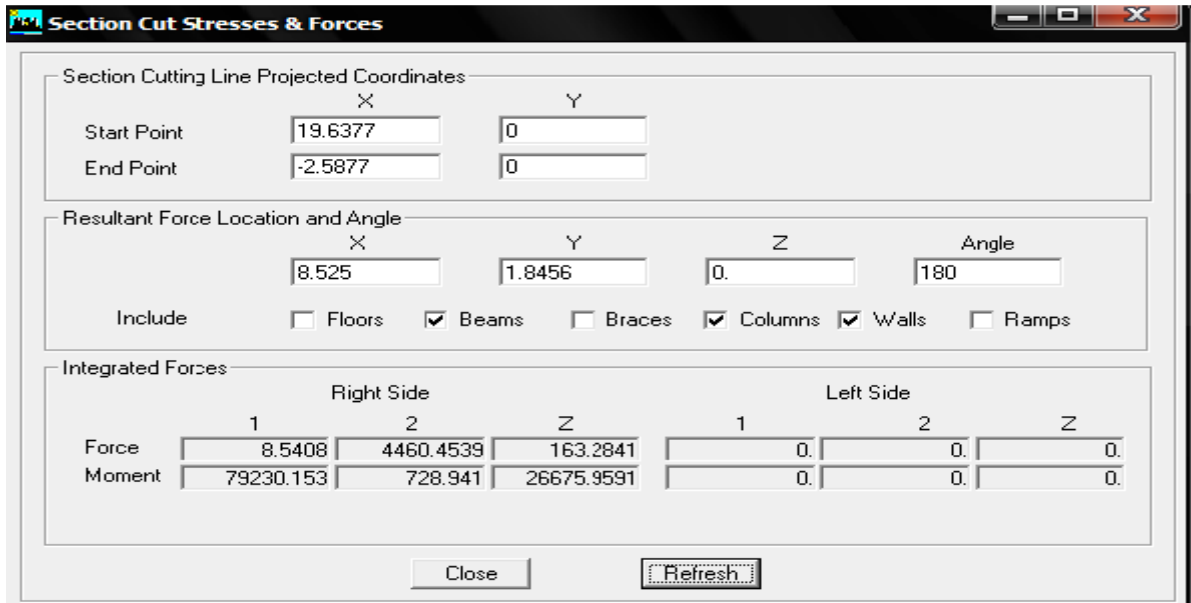 Section Cut Stresses & Forces
Section Cutting Line Projected Coordinates
X Y
Start Point 19.6377 0
End Point -2.5877 0
Resultant Force Location and Angle
X Y Z Angle
8.525 1.8456 0. 180
Include Floors Beams Braces Columns Walls Ramps
Integrated Forces
Right Side Left Side
1 2 Z 1 2 Z
Force 8.5408 4460.4539 163.2841 0. 0. 0.
Moment 79230.153 728.941 26675.9591 0. 0. 0.
Close Refresh